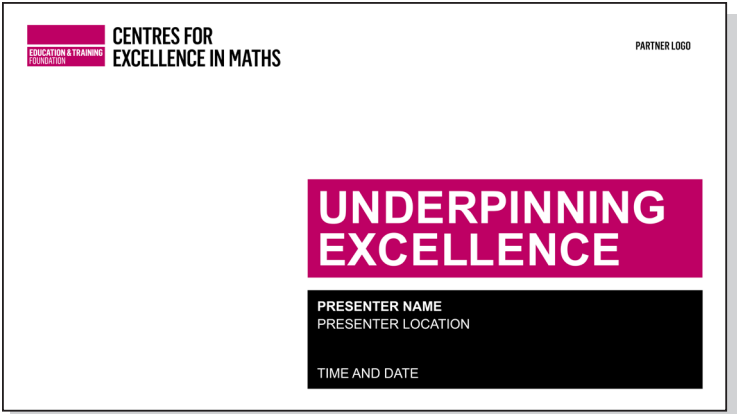 EDUCATION & TRAINING
FOUNDATION
CENTRES FOR
EXCELLENCE IN MATHS
PARTNER LOGO
UNDERPINNING
EXCELLENCE
PRESENTER NAME
PRESENTER LOCATION
TIME AND DATE